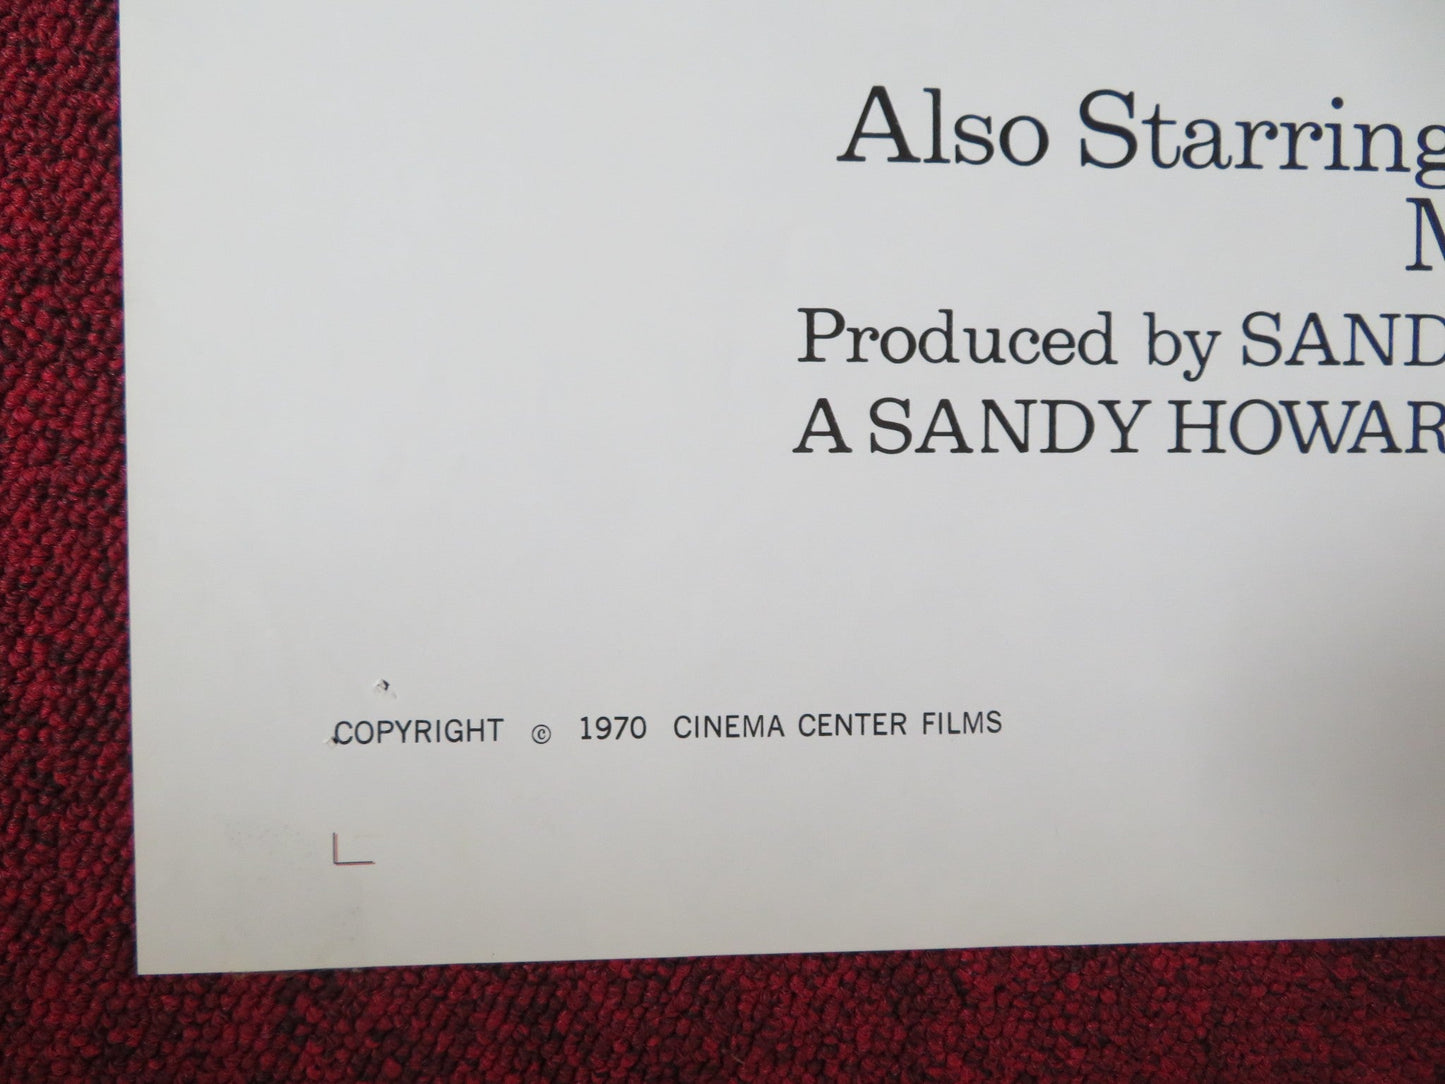 Also Starring
M
Produced by SAND
A SANDY HOWAR
COPYRIGHT © 1970 CINEMA CENTER FILMS